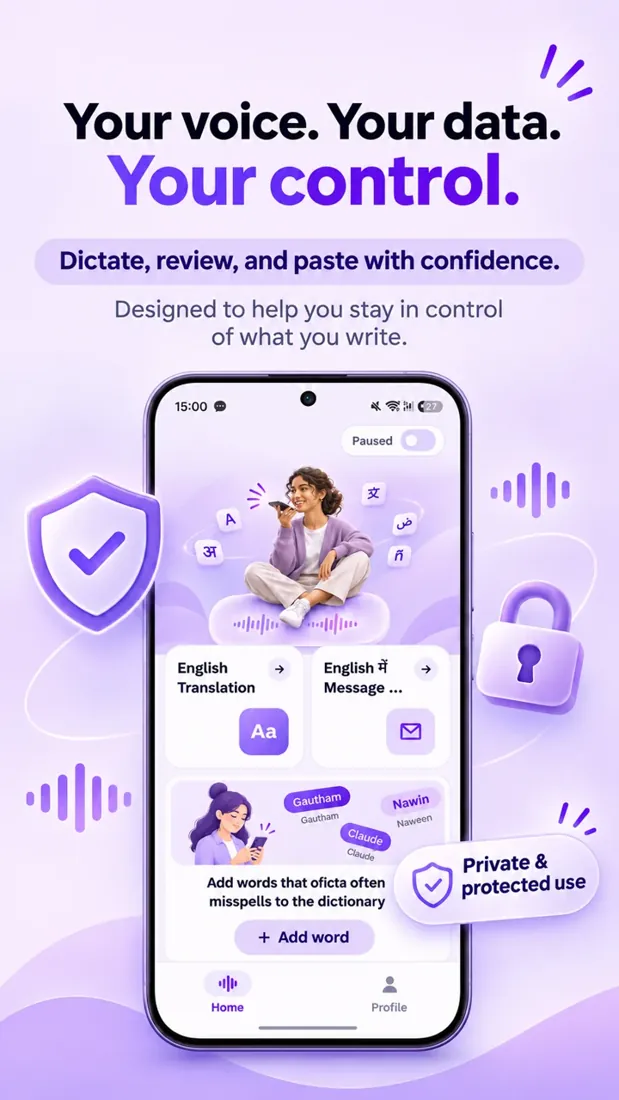 Your voice. Your data.
Your control.
Dictate, review, and paste with confidence.
Designed to help you stay in control
of what you write.
15:00
27
Paused
A
अ
文
ض
ñ
English
Translation
English में
Message ...
Aa
Gautham
Gautham
Nawin
Naween
Claude
Claude
Add words that oficta often
misspells to the dictionary
+ Add word
Private &
protected use
Home
Profile